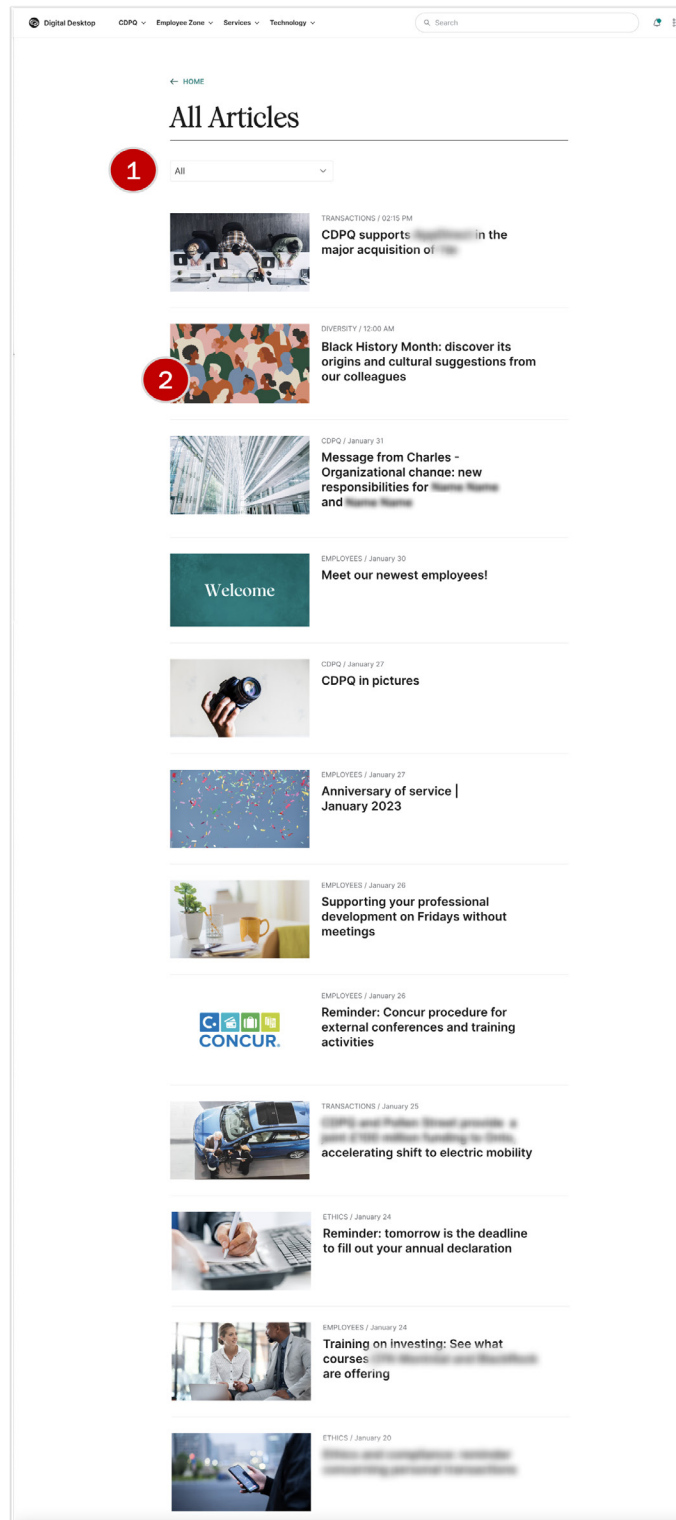 Digital Desktop
CDPQ
Employee Zone
Services
Technology
Search
← HOME
All Articles
1
All
TRANSACTIONS / 02:15 PM
CDPQ supports in the
major acquisition of
DIVERSITY / 12:00 AM
Black History Month: discover its
origins and cultural suggestions from
our colleagues
2
CDPQ / January 31
Message from Charles -
Organizational change: new
responsibilities for
and
Welcome
EMPLOYEES / January 30
Meet our newest employees!
CDPQ / January 27
CDPQ in pictures
EMPLOYEES / January 27
Anniversary of service |
January 2023
EMPLOYEES / January 26
Supporting your professional
development on Fridays without
meetings
C.
CONCUR.
EMPLOYEES / January 26
Reminder: Concur procedure for
external conferences and training
activities
TRANSACTIONS / January 25
accelerating shift to electric mobility
ETHICS / January 24
Reminder: tomorrow is the deadline
to fill out your annual declaration
EMPLOYEES / January 24
Training on investing: See what
courses
are offering
ETHICS / January 20